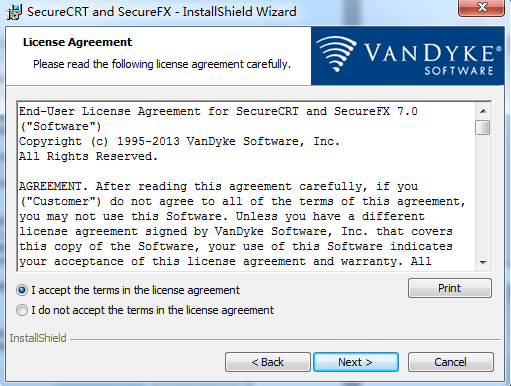 SecureCRT and SecureFX - InstallShield Wizard
License Agreement
Please read the following license agreement carefully.
VANDYKE®
SOFTWARE
End-User License Agreement for SecureCRT and SecureFX 7.0
("Software")
Copyright (c) 1995-2013 VanDyke Software, Inc.
All Rights Reserved.
AGREEMENT. After reading this agreement carefully, if you
("Customer") do not agree to all of the terms of this agreement,
you may not use this Software. Unless you have a different
license agreement signed by VanDyke Software, Inc. that covers
this copy of the Software, your use of this Software indicates
your acceptance of this license agreement and warranty. All
I accept the terms in the license agreement
Print
I do not accept the terms in the license agreement
InstallShield
< Back
Next >
Cancel